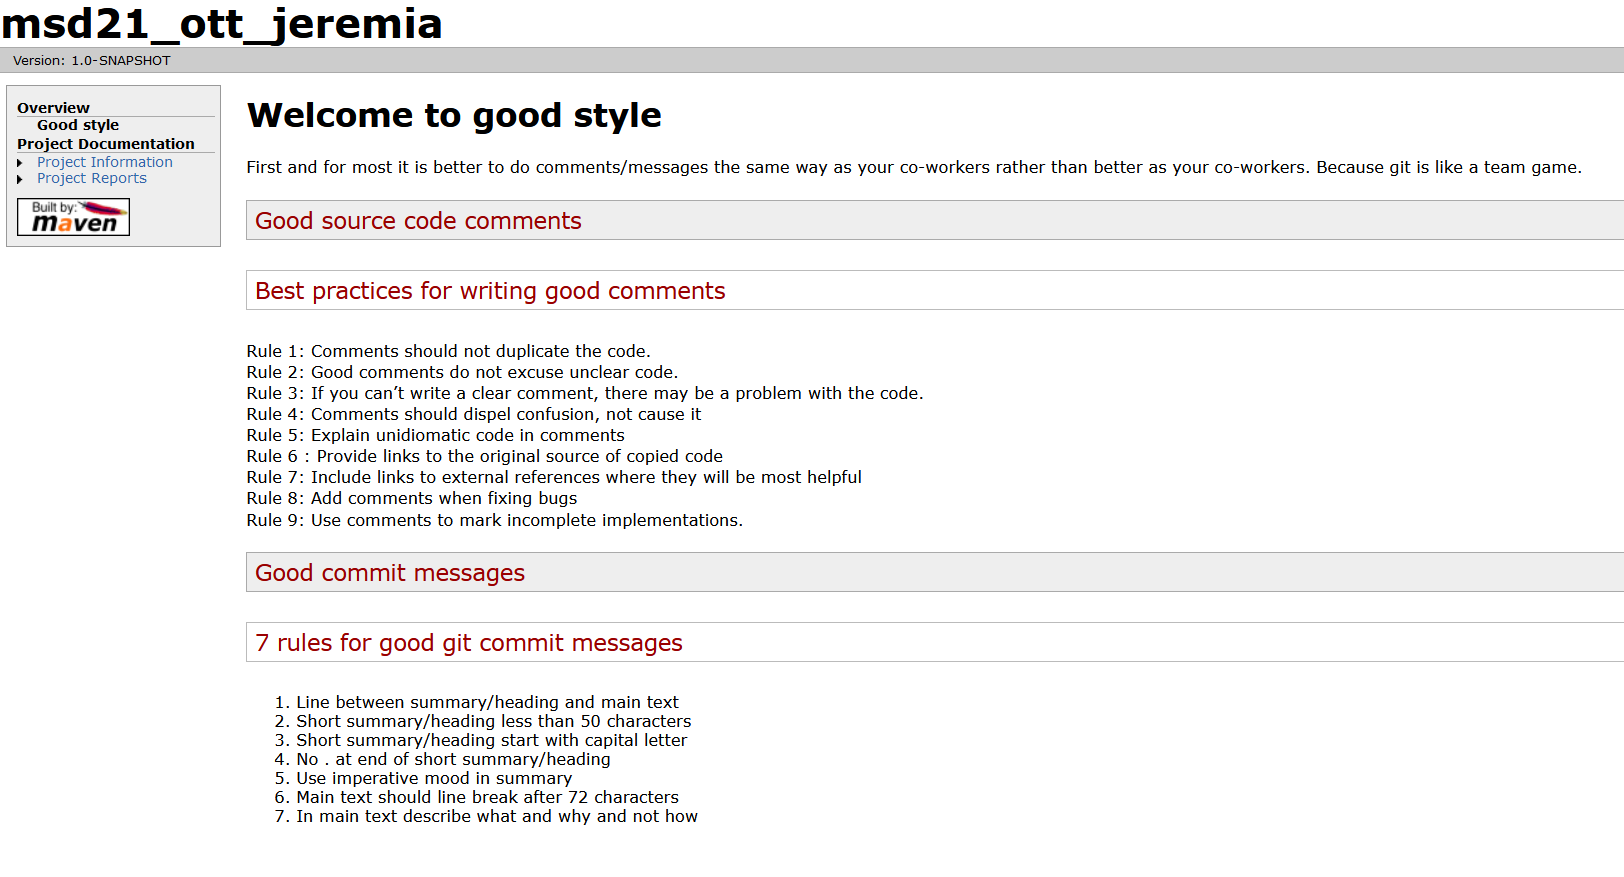 msd21_ott_jeremia
Version: 1.0-SNAPSHOT
Overview
Good style
Project Documentation
Project Information
Project Reports
Built by:
maven
Welcome to good style
First and for most it is better to do comments/messages the same way as your co-workers rather than better as your co-workers. Because git is like a team game.
Good source code comments
Best practices for writing good comments
Rule 1: Comments should not duplicate the code.
Rule 2: Good comments do not excuse unclear code.
Rule 3: If you can’t write a clear comment, there may be a problem with the code.
Rule 4: Comments should dispel confusion, not cause it
Rule 5: Explain unidiomatic code in comments
Rule 6 : Provide links to the original source of copied code
Rule 7: Include links to external references where they will be most helpful
Rule 8: Add comments when fixing bugs
Rule 9: Use comments to mark incomplete implementations.
Good commit messages
7 rules for good git commit messages
1. Line between summary/heading and main text
2. Short summary/heading less than 50 characters
3. Short summary/heading start with capital letter
4. No . at end of short summary/heading
5. Use imperative mood in summary
6. Main text should line break after 72 characters
7. In main text describe what and why and not how